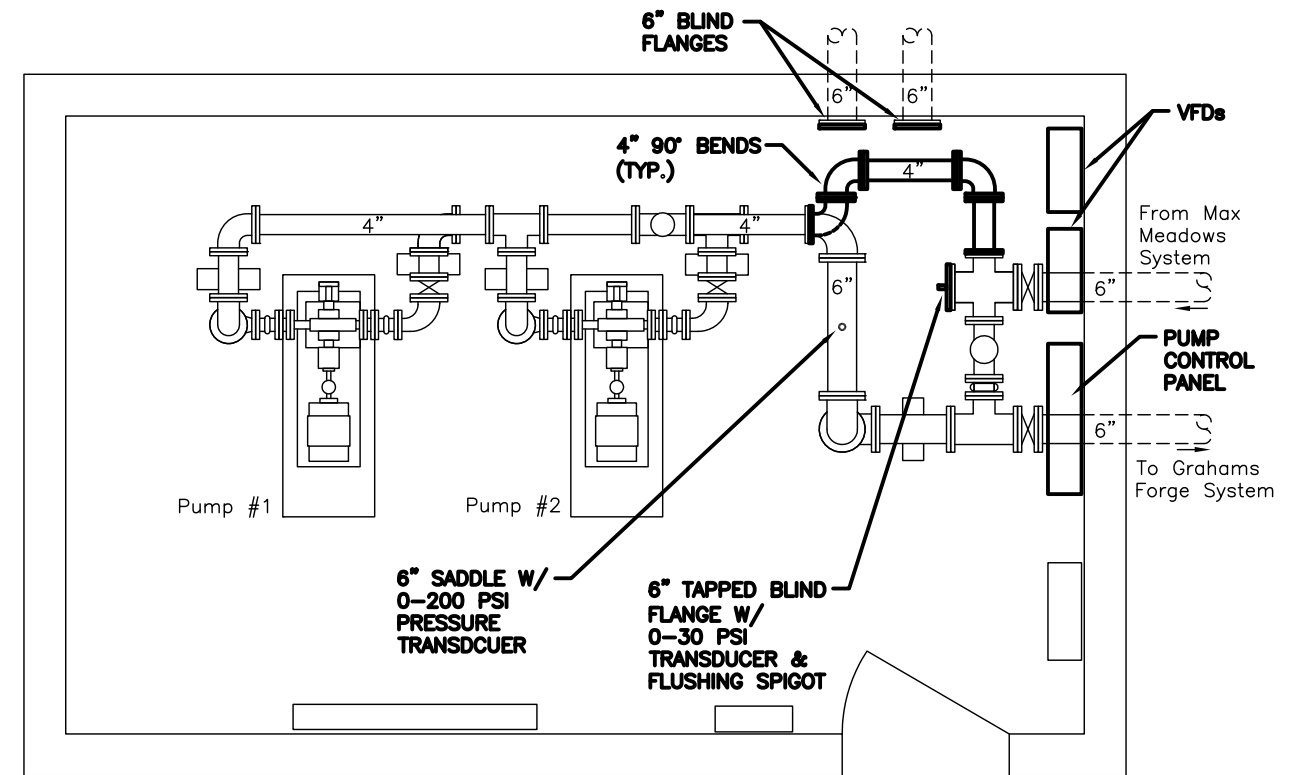 6" BLIND
FLANGES
6"
6"
VFDs
4" 90° BENDS
(TYP.)
4"
4"
4"
From Max
Meadows
System
6"
6"
PUMP
CONTROL
PANEL
6"
To Grahams
Forge System
Pump #1
Pump #2
6" SADDLE W/
0-200 PSI
PRESSURE
TRANSDCUER
6" TAPPED BLIND
FLANGE W/
0-30 PSI
TRANSDUCER &
FLUSHING SPIGOT